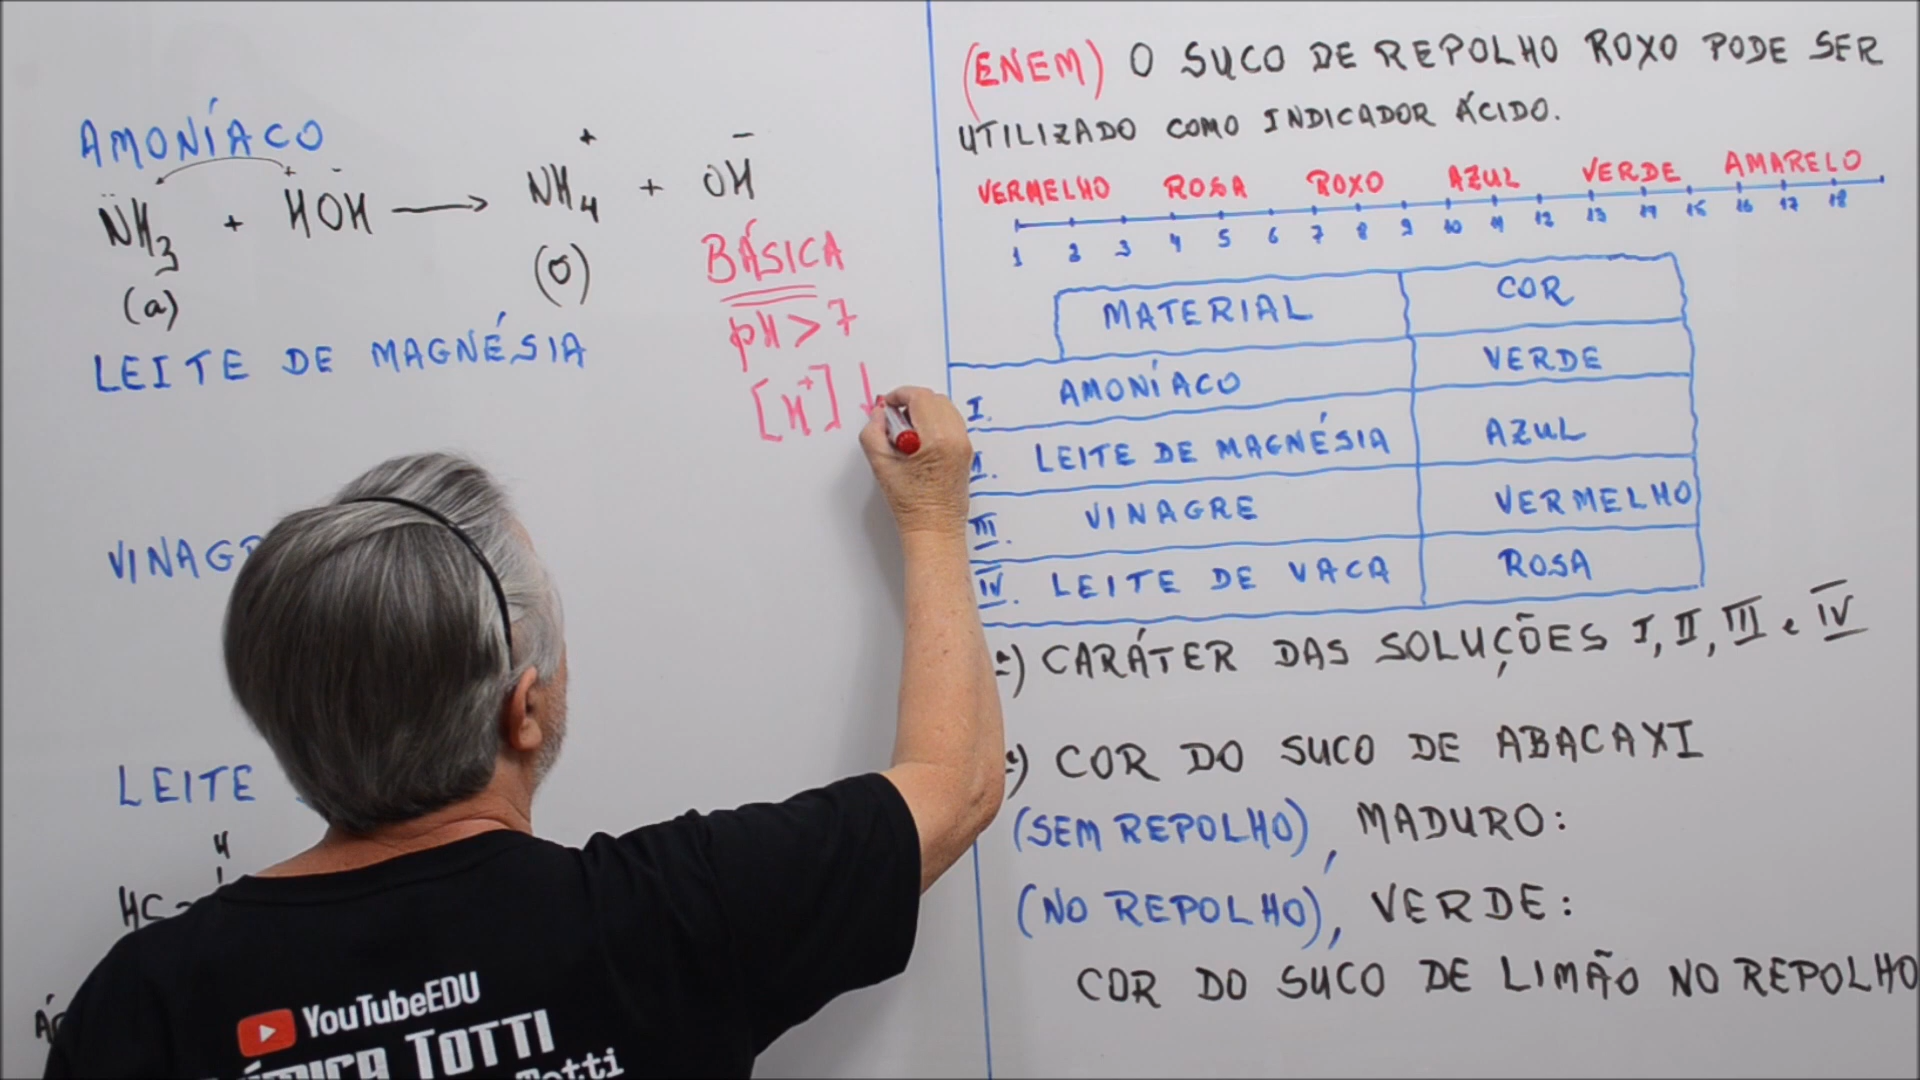 AMONÍACO
NH3 + HOH → NH4+ + OH-
(a)
(O)
BÁSICA
pH > 7
[H+] ↓
LEITE DE MAGNÉSIA
LEITE
H
HC-
YouTubeEDU
TOTTI
Totti
(ENEM) O SUCO DE REPOLHO ROXO PODE SER
UTILIZADO COMO INDICADOR ÁCIDO.
VERMELHO ROSA ROXO AZUL VERDE AMARELO
1 2 3 4 5 6 7 8 9 10 11 12 13 14 15 16 17 18
MATERIAL COR
I. AMONÍACO VERDE
LEITE DE MAGNÉSIA AZUL
III. VINAGRE VERMELHO
IV. LEITE DE VACA ROSA
) CARÁTER DAS SOLUÇÕES I, II, III e IV
) COR DO SUCO DE ABACAXI
(SEM REPOLHO), MADURO:
(NO REPOLHO), VERDE:
COR DO SUCO DE LIMÃO NO REPOLHO